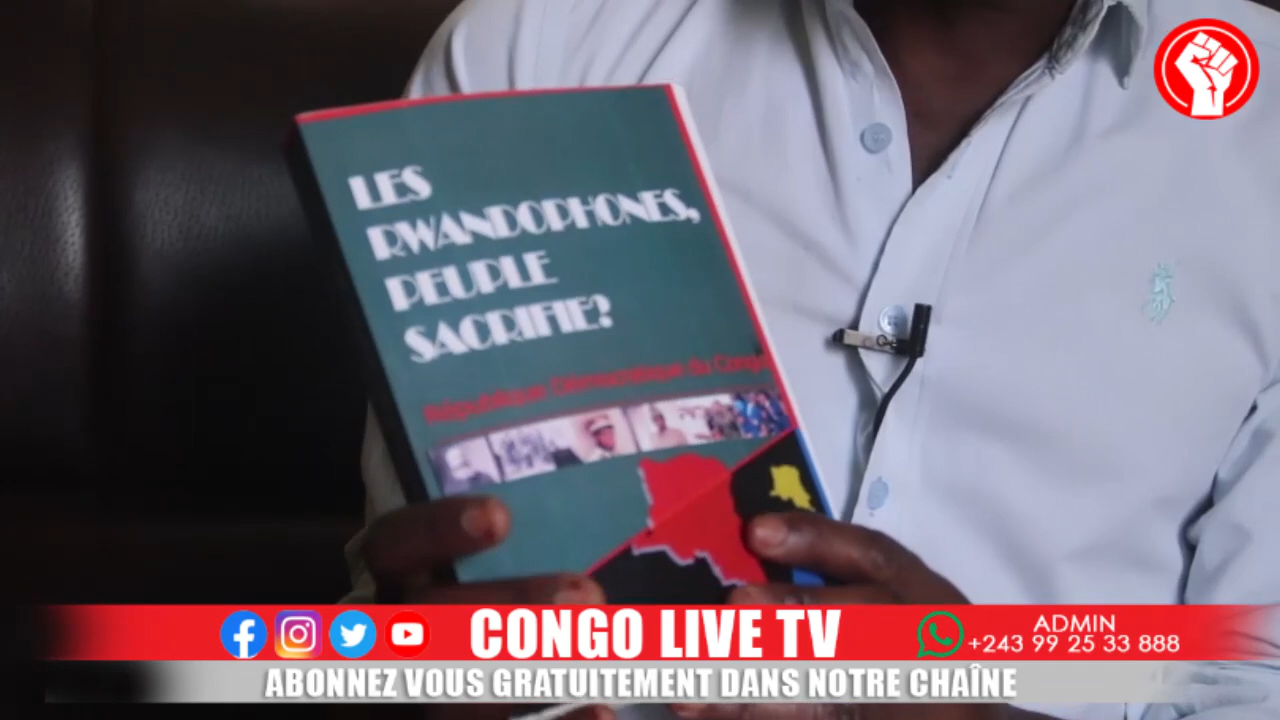 LES
RWANDOPHONES,
PEUPLE
SACRIFIE?
République Démocratique du Congo
CONGO LIVE TV
ADMIN
+243 99 25 33 888
ABONNEZ VOUS GRATUITEMENT DANS NOTRE CHAÎNE